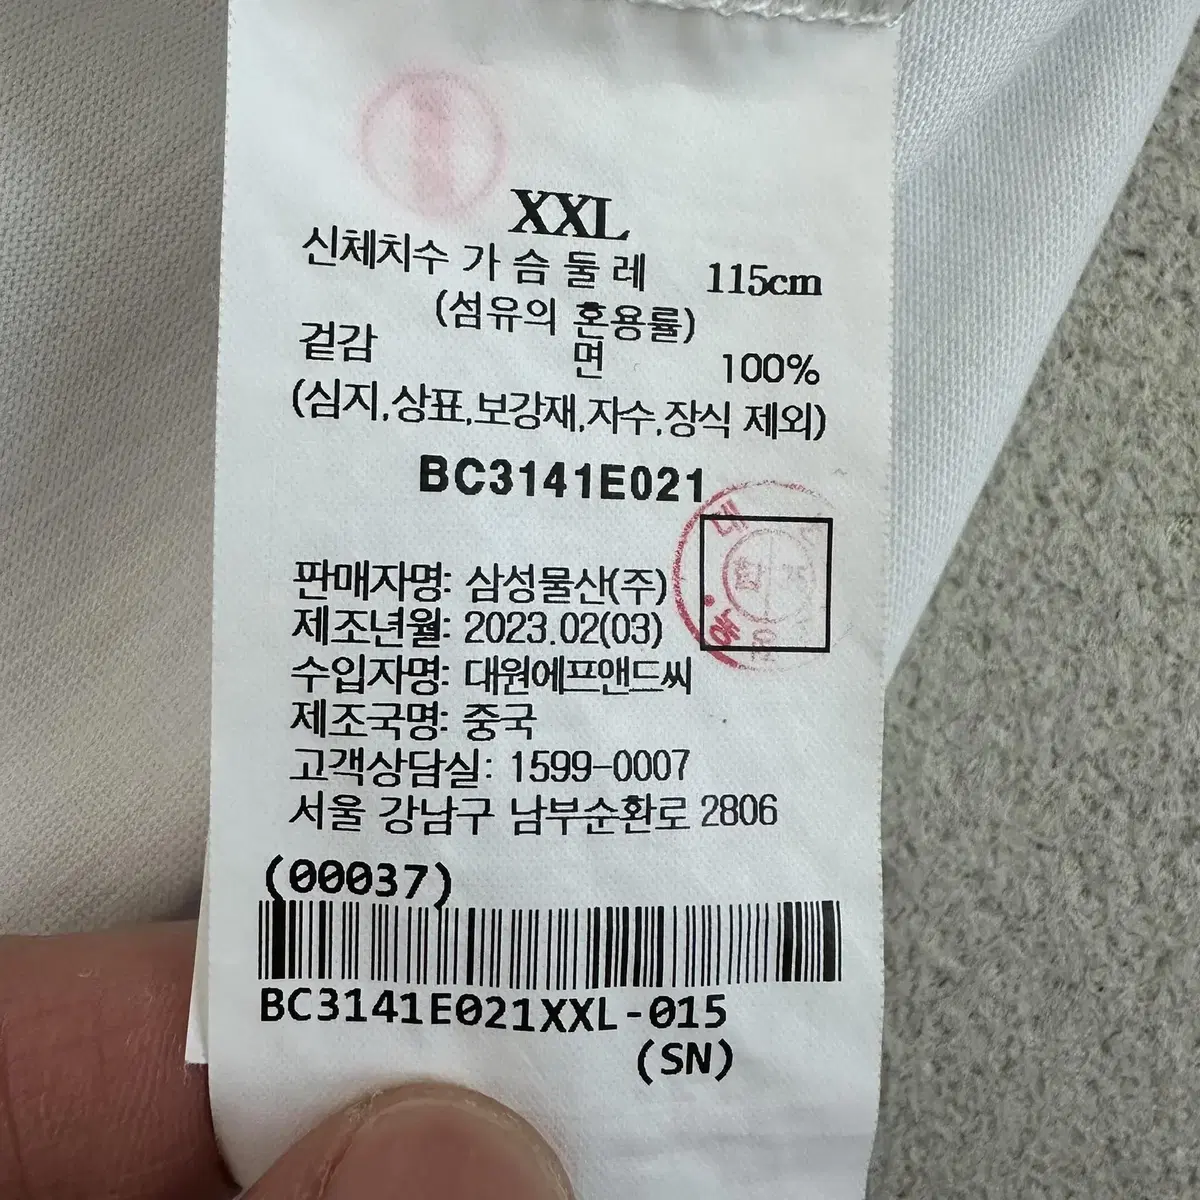 XXL
신체치수 가슴둘레 115cm
(섬유의 혼용률)
겉감 면 100%
(심지,상표,보강재,자수,장식 제외)
BC3141E021
판매자명: 삼성물산(주)
제조년월: 2023.02(03)
수입자명: 대원에프앤드씨
제조국명: 중국
고객상담실: 1599-0007
서울 강남구 남부순환로 2806
(00037)
BC3141E021XXL-015
(SN)